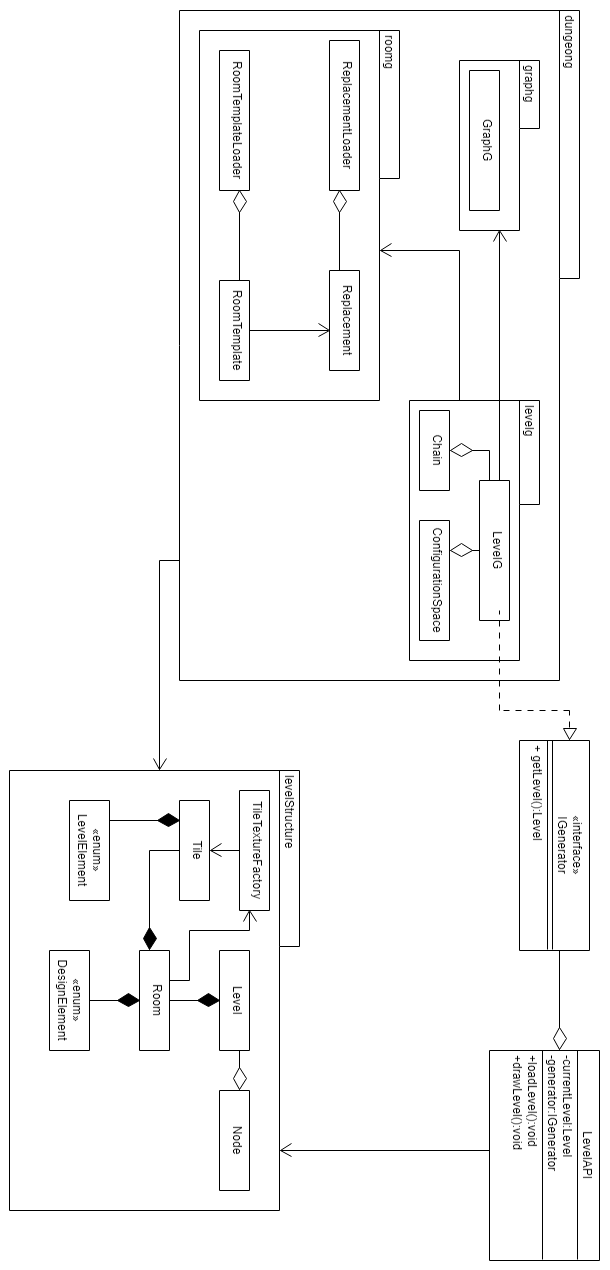 dungeong
graphg
GraphG
roomg
ReplacementLoader
RoomTemplateLoader
Replacement
RoomTemplate
levelg
LevelG
Chain
ConfigurationSpace
«interface»
IGenerator
+ getLevel():Level
LevelAPI
-currentLevel:Level
-generator:IGenerator
+loadLevel():void
+drawLevel():void
levelStructure
TileTextureFactory
Tile
«enum»
LevelElement
Level
Room
«enum»
DesignElement
Node